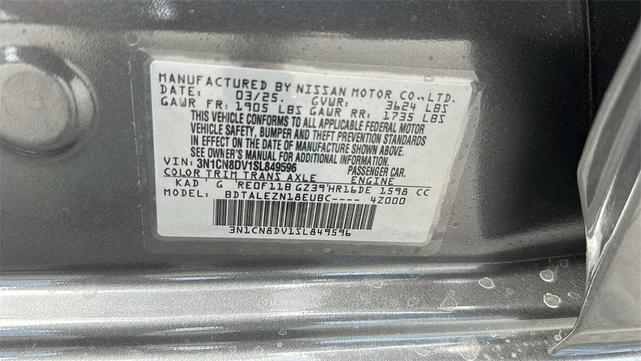 MANUFACTURED BY NISSAN MOTOR CO.,LTD.
DATE: 03/25. GVWR: 3624 LBS
GAWR FR: 1905 LBS GAWR RR: 1735 LBS
THIS VEHICLE CONFORMS TO ALL APPLICABLE FEDERAL MOTOR
VEHICLE SAFETY, BUMPER AND THEFT PREVENTION STANDARDS
IN EFFECT ON THE DATE OF MANUFACTURE SHOWN ABOVE.
SEE OWNER'S MANUAL FOR ADDITIONAL INFORMATION.
VIN: 3N1CN8DV1SL849596 PASSENGER CAR.
COLOR TRIM TRANS AXLE ENGINE
KAD G RE0F11B GZ39 HR16DE 1598 CC
MODEL: BDTALEZN18EUBC---- 4Z000
3N1CN8DV1SL849596